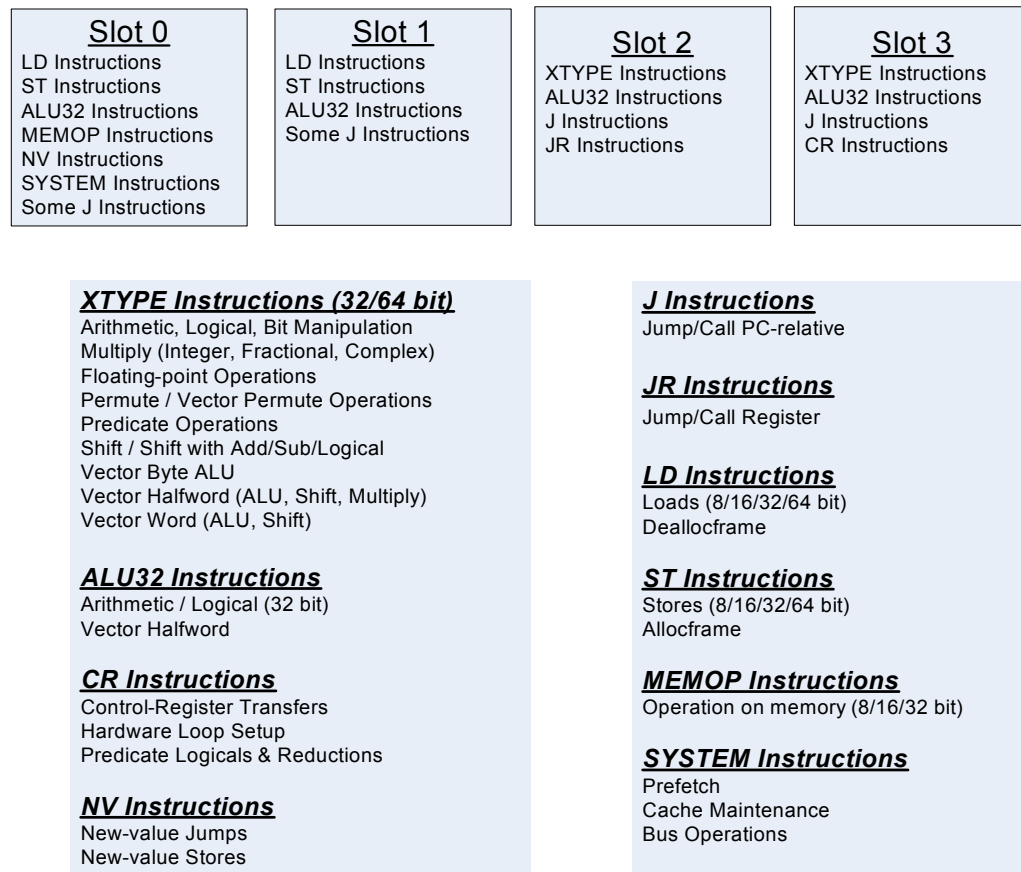 Slot 0
LD Instructions
ST Instructions
ALU32 Instructions
MEMOP Instructions
NV Instructions
SYSTEM Instructions
Some J Instructions
Slot 1
LD Instructions
ST Instructions
ALU32 Instructions
Some J Instructions
Slot 2
XTYPE Instructions
ALU32 Instructions
J Instructions
JR Instructions
Slot 3
XTYPE Instructions
ALU32 Instructions
J Instructions
CR Instructions
XTYPE Instructions (32/64 bit)
Arithmetic, Logical, Bit Manipulation
Multiply (Integer, Fractional, Complex)
Floating-point Operations
Permute / Vector Permute Operations
Predicate Operations
Shift / Shift with Add/Sub/Logical
Vector Byte ALU
Vector Halfword (ALU, Shift, Multiply)
Vector Word (ALU, Shift)
ALU32 Instructions
Arithmetic / Logical (32 bit)
Vector Halfword
CR Instructions
Control-Register Transfers
Hardware Loop Setup
Predicate Logicals & Reductions
NV Instructions
New-value Jumps
New-value Stores
J Instructions
Jump/Call PC-relative
JR Instructions
Jump/Call Register
LD Instructions
Loads (8/16/32/64 bit)
Deallocframe
ST Instructions
Stores (8/16/32/64 bit)
Allocframe
MEMOP Instructions
Operation on memory (8/16/32 bit)
SYSTEM Instructions
Prefetch
Cache Maintenance
Bus Operations